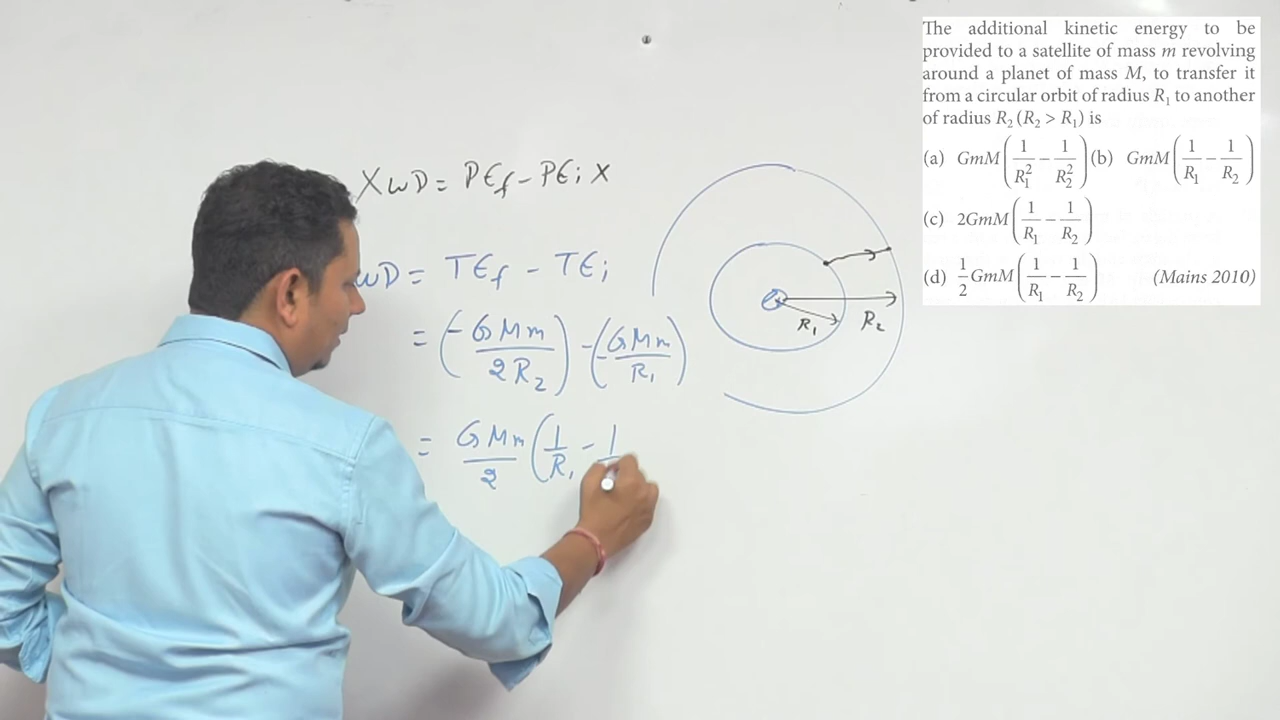 The additional kinetic energy to be
provided to a satellite of mass m revolving
around a planet of mass M, to transfer it
from a circular orbit of radius R₁ to another
of radius R₂ (R₂ > R₁) is
(a) GmM(1/R₁² − 1/R₂²) (b) GmM(1/R₁ − 1/R₂)
(c) 2GmM(1/R₁ − 1/R₂)
(d) 1/2 GmM(1/R₁ − 1/R₂) (Mains 2010)
X WD = PEf − PEi X
WD = TEf − TEi
= (−GMm/2R₂) − (−GMm/R₁)
= GMm/2 (1/R₁ − 1
R₁
R₂